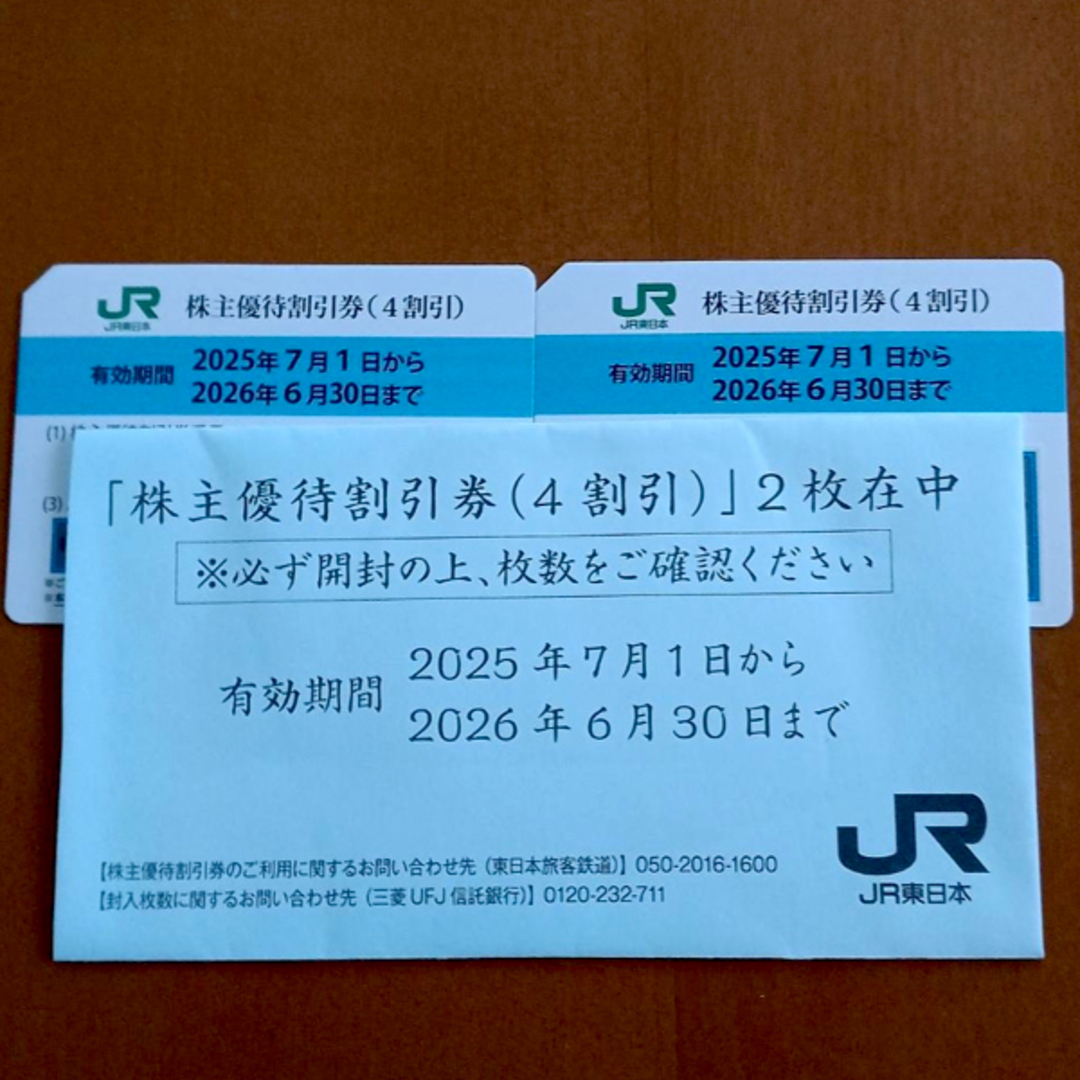 JR 株主優待割引券(4割引)
JR東日本
有効期間 2025年7月1日から
2026年6月30日まで
(1)
(3)
JR 株主優待割引券(4割引)
JR東日本
有効期間 2025年7月1日から
2026年6月30日まで
「株主優待割引券(4割引)」2枚在中
※必ず開封の上、枚数をご確認ください
有効期間 2025年7月1日から
2026年6月30日まで
【株主優待割引券のご利用に関するお問い合わせ先(東日本旅客鉄道)】050-2016-1600
【封入枚数に関するお問い合わせ先(三菱UFJ信託銀行)】0120-232-711
JR
JR東日本